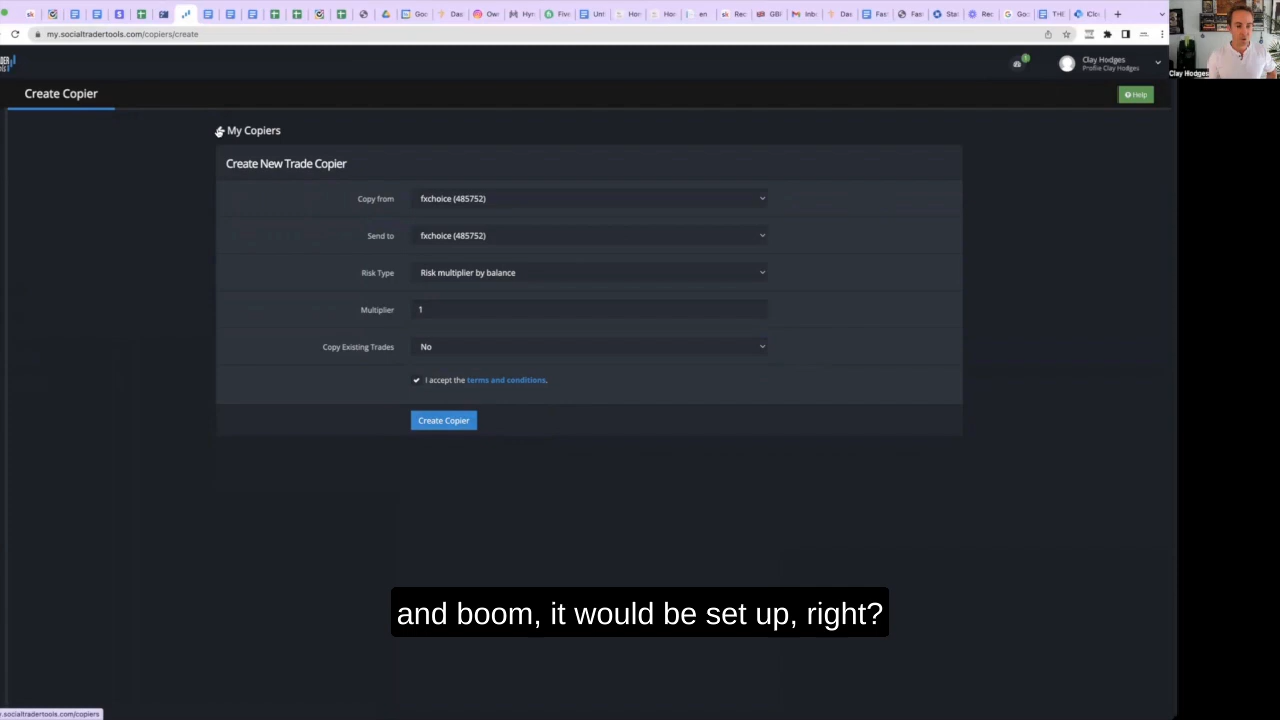 my.socialtradertools.com/copiers/create
Clay Hodges
Profile Clay Hodges
Clay Hodges
Create Copier
Help
My Copiers
Create New Trade Copier
Copy from fxchoice (485752)
Send to fxchoice (485752)
Risk Type Risk multiplier by balance
Multiplier 1
Copy Existing Trades No
I accept the terms and conditions.
Create Copier
and boom, it would be set up, right?
.socialtradertools.com/copiers